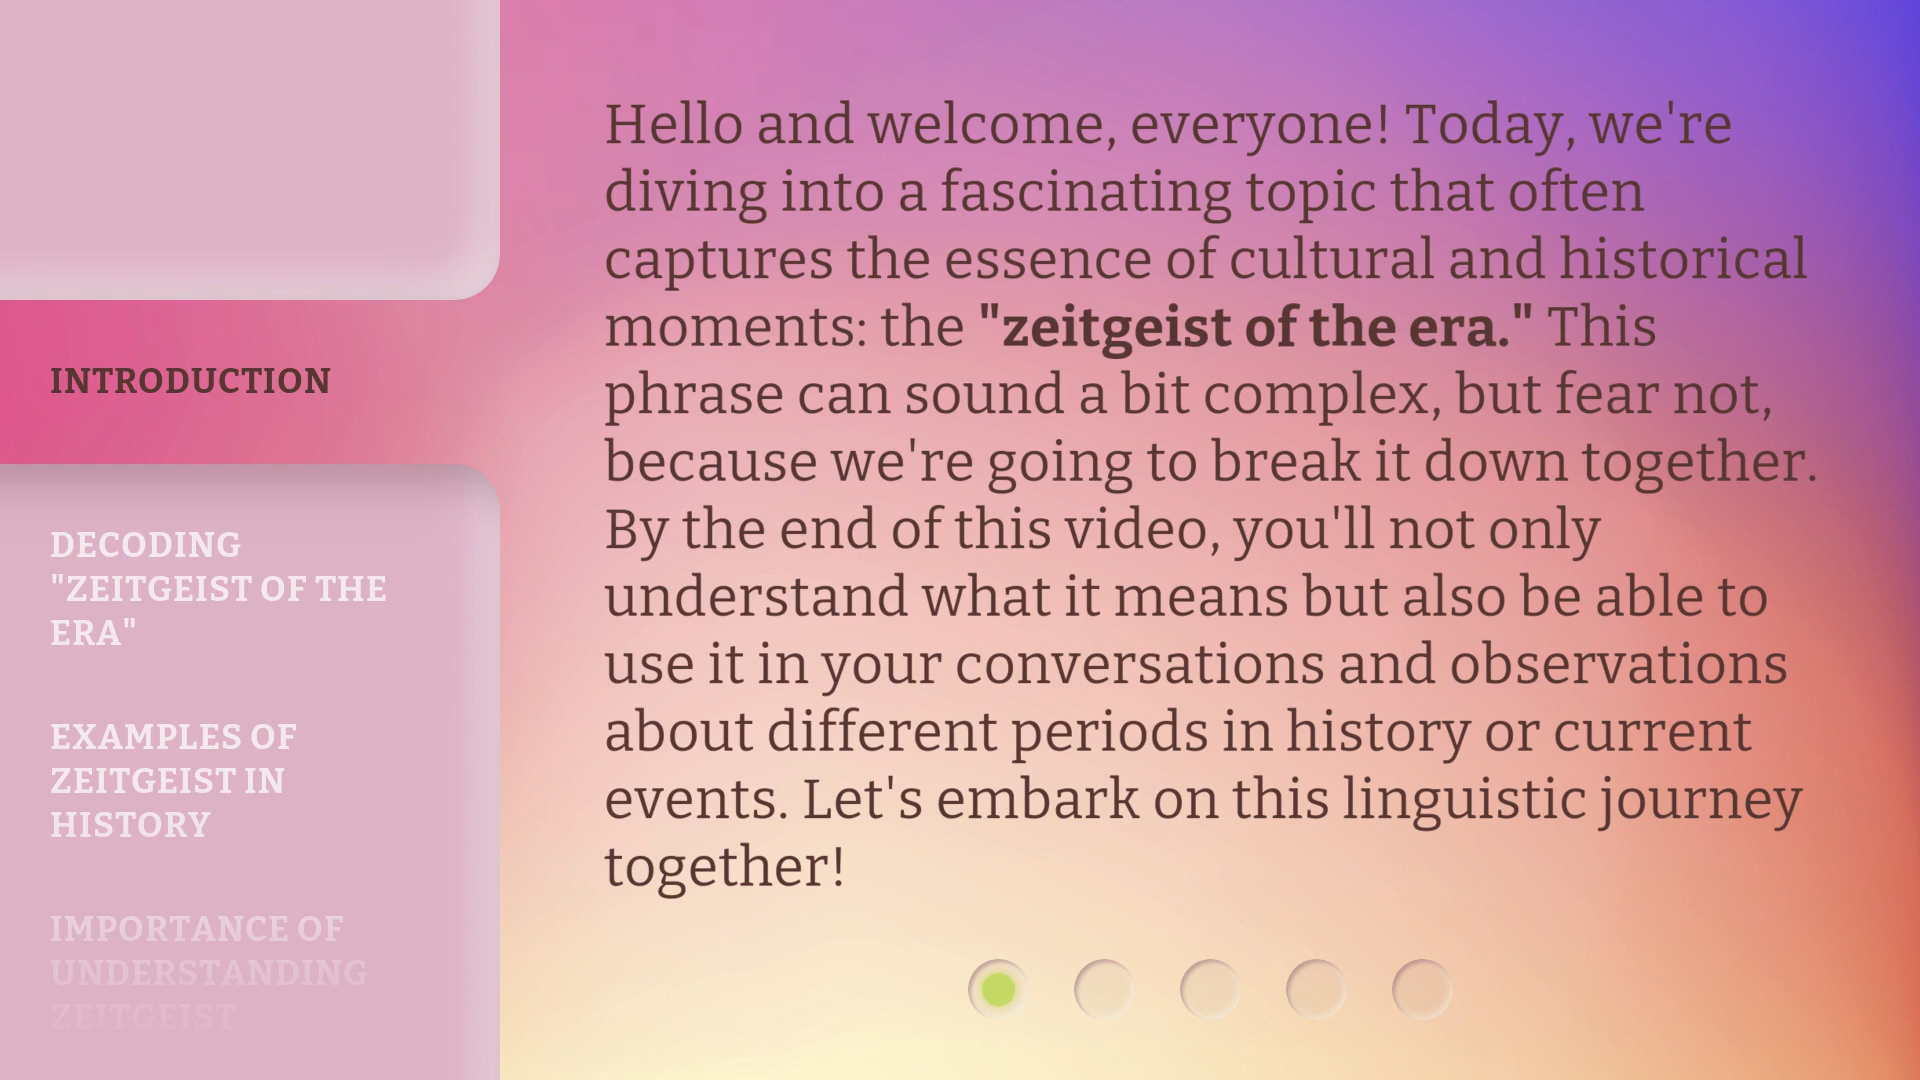 INTRODUCTION
DECODING
"ZEITGEIST OF THE
ERA"
EXAMPLES OF
ZEITGEIST IN
HISTORY
IMPORTANCE OF
UNDERSTANDING
ZEITGEIST
Hello and welcome, everyone! Today, we're
diving into a fascinating topic that often
captures the essence of cultural and historical
moments: the "zeitgeist of the era." This
phrase can sound a bit complex, but fear not,
because we're going to break it down together.
By the end of this video, you'll not only
understand what it means but also be able to
use it in your conversations and observations
about different periods in history or current
events. Let's embark on this linguistic journey
together!